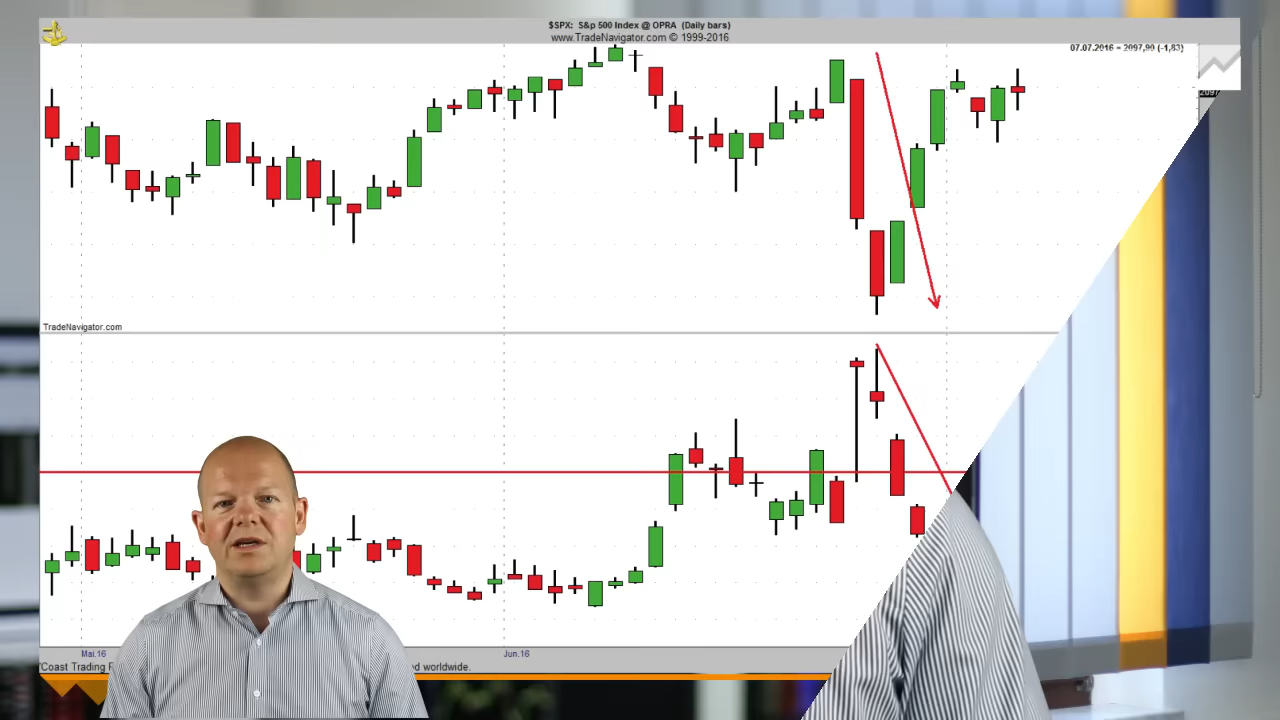 $SPX: S&p 500 Index @ OPRA (Daily bars)
www.TradeNavigator.com © 1999-2016
07.07.2016 = 2097,90 (-1,83)
TradeNavigator.com
Mai.16
Jun.16
Coast Trading
worldwide.